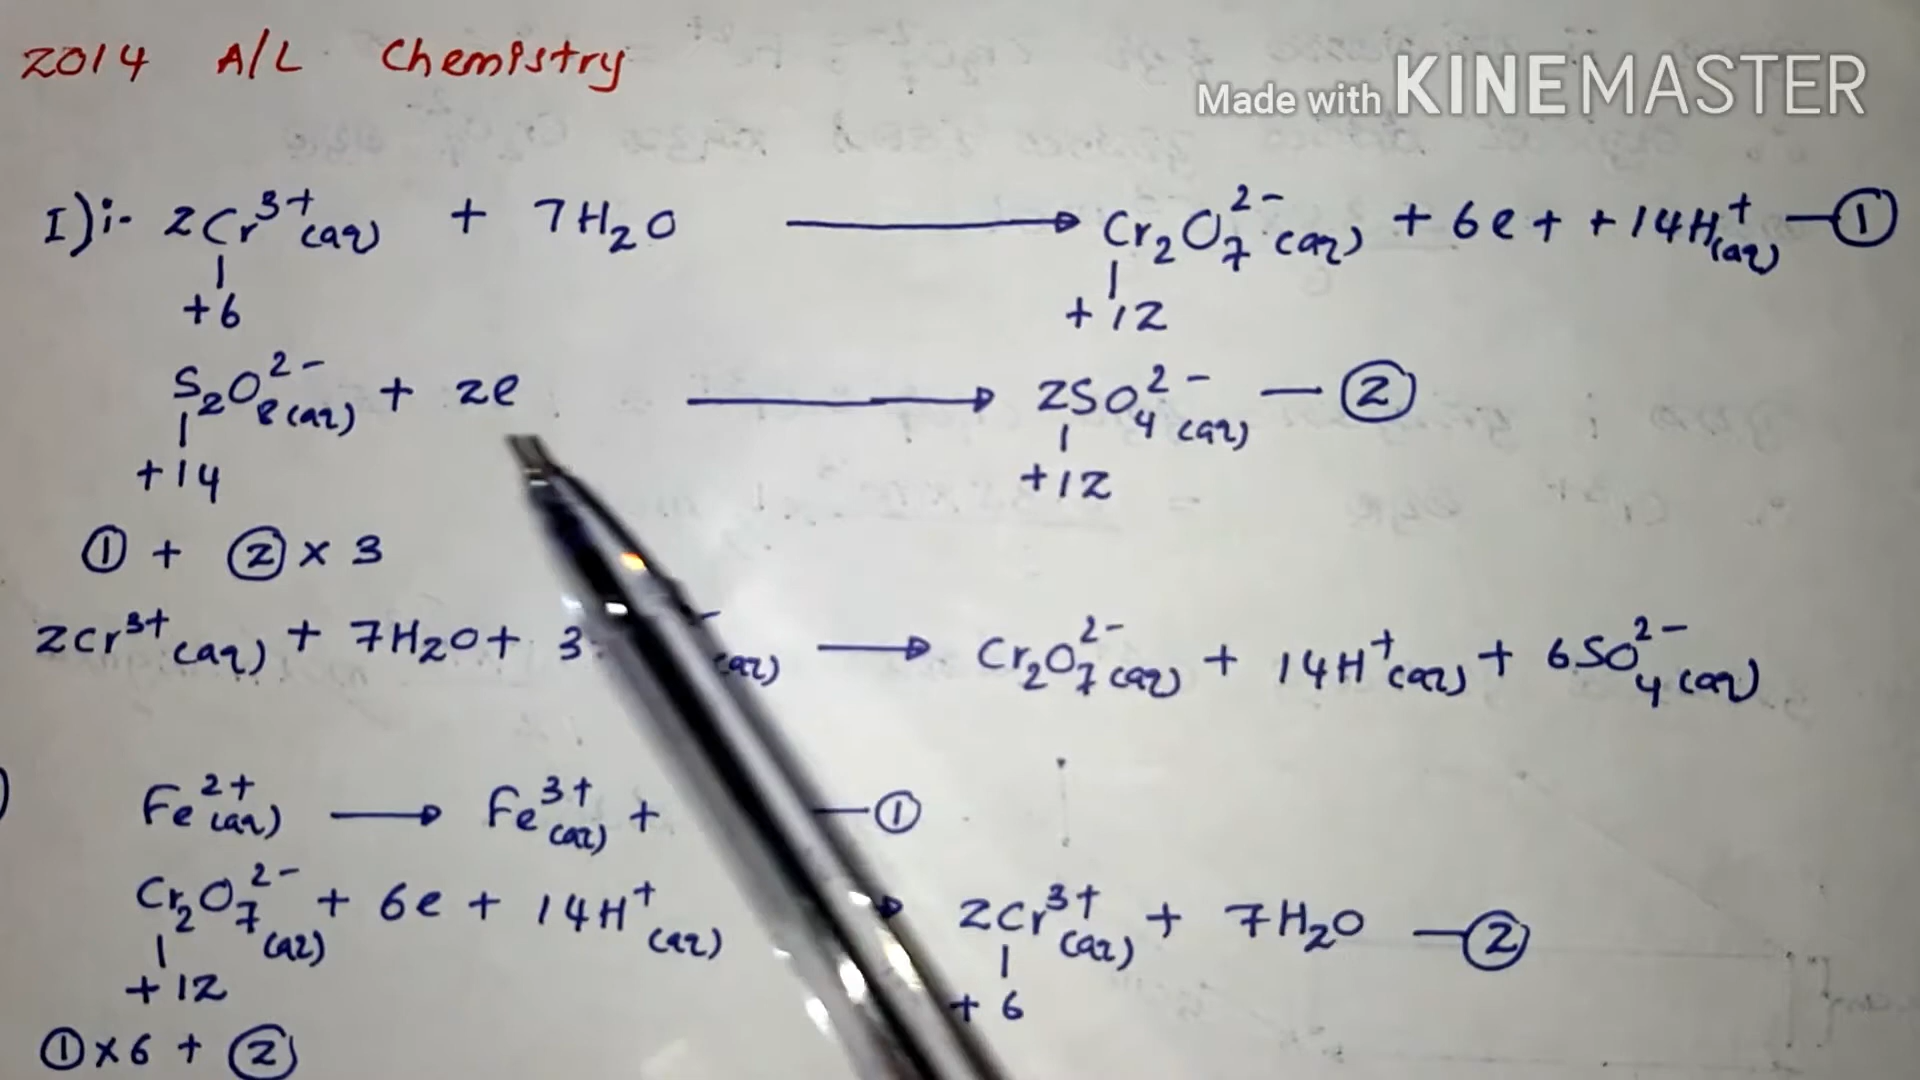 2014 A/L Chemistry
Made with KINEMASTER
I)i- 2Cr³⁺(aq) + 7H₂O → Cr₂O₇²⁻(aq) + 6e + + 14H⁺(aq) — ①
+6 +12
S₂O₈²⁻(aq) + 2e → 2SO₄²⁻(aq) — ②
+14 +12
① + ② × 3
2Cr³⁺(aq) + 7H₂O + 3 ⁻(aq) → Cr₂O₇²⁻(aq) + 14H⁺(aq) + 6SO₄²⁻(aq)
) Fe²⁺(aq) → Fe³⁺(aq) + — ①
Cr₂O₇²⁻(aq) + 6e + 14H⁺(aq) → 2Cr³⁺(aq) + 7H₂O — ②
+12 +6
① × 6 + ②